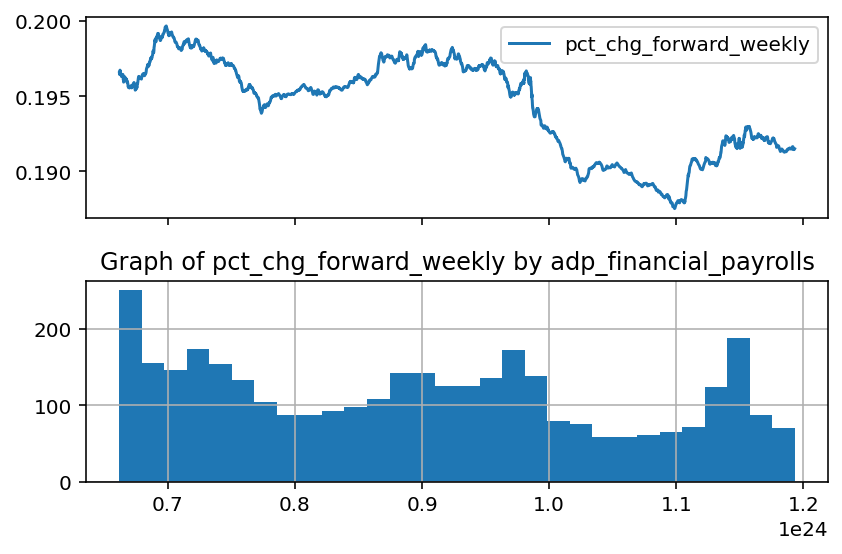 0.200
0.195
0.190
pct_chg_forward_weekly
Graph of pct_chg_forward_weekly by adp_financial_payrolls
200
100
0
0.7 0.8 0.9 1.0 1.1 1.2
1e24